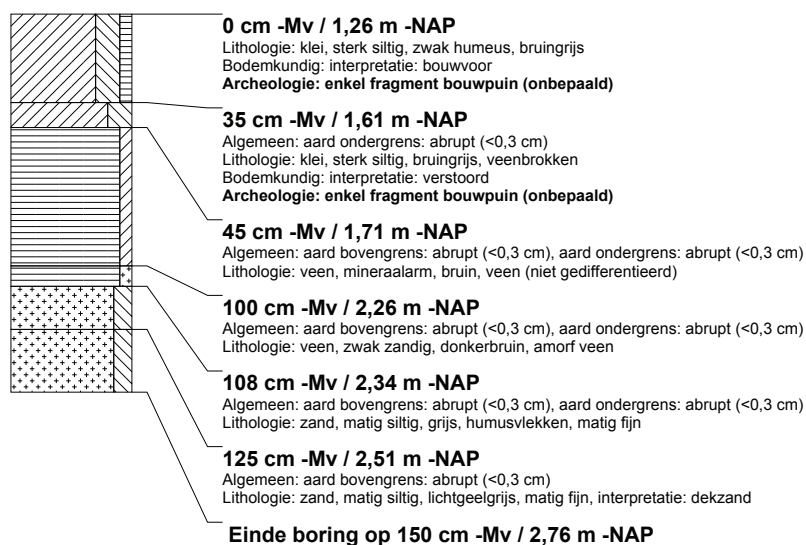 0 cm -Mv / 1,26 m -NAP
Lithologie: klei, sterk siltig, zwak humeus, bruingrijs
Bodemkundig: interpretatie: bouwvoor
Archeologie: enkel fragment bouwpuin (onbepaald)
35 cm -Mv / 1,61 m -NAP
Algemeen: aard ondergrens: abrupt (<0,3 cm)
Lithologie: klei, sterk siltig, bruingrijs, veenbrokken
Bodemkundig: interpretatie: verstoord
Archeologie: enkel fragment bouwpuin (onbepaald)
45 cm -Mv / 1,71 m -NAP
Algemeen: aard bovengrens: abrupt (<0,3 cm), aard ondergrens: abrupt (<0,3 cm)
Lithologie: veen, mineraalarm, bruin, veen (niet gedifferentieerd)
100 cm -Mv / 2,26 m -NAP
Algemeen: aard bovengrens: abrupt (<0,3 cm), aard ondergrens: abrupt (<0,3 cm)
Lithologie: veen, zwak zandig, donkerbruin, amorf veen
108 cm -Mv / 2,34 m -NAP
Algemeen: aard bovengrens: abrupt (<0,3 cm), aard ondergrens: abrupt (<0,3 cm)
Lithologie: zand, matig siltig, grijs, humusvlekken, matig fijn
125 cm -Mv / 2,51 m -NAP
Algemeen: aard bovengrens: abrupt (<0,3 cm)
Lithologie: zand, matig siltig, lichtgeelgrijs, matig fijn, interpretatie: dekzand
Einde boring op 150 cm -Mv / 2,76 m -NAP